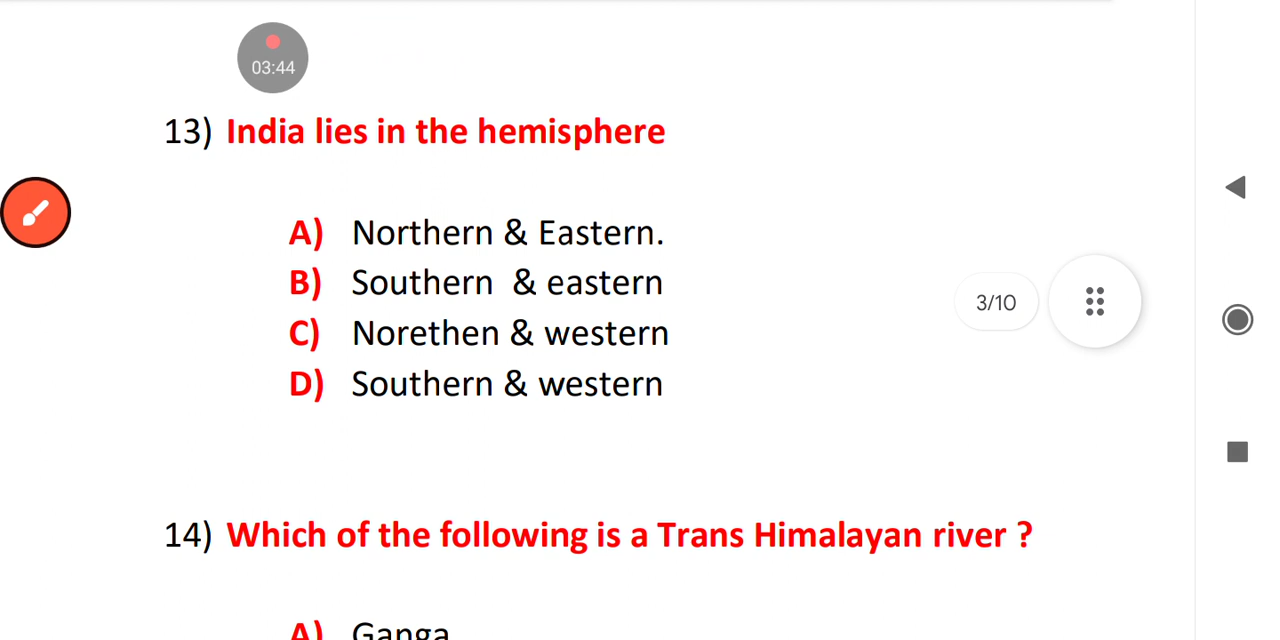 03:44
13) India lies in the hemisphere
A) Northern & Eastern.
B) Southern & eastern
C) Norethen & western
3/10
D) Southern & western
14) Which of the following is a Trans Himalayan river ?
A) Ganga